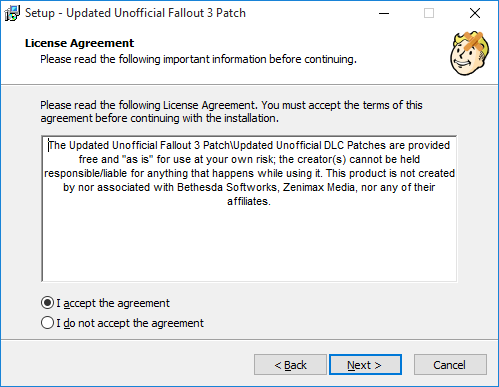 Setup - Updated Unofficial Fallout 3 Patch
License Agreement
Please read the following important information before continuing.
Please read the following License Agreement. You must accept the terms of this
agreement before continuing with the installation.
The Updated Unofficial Fallout 3 Patch\Updated Unofficial DLC Patches are provided
free and "as is" for use at your own risk; the creator(s) cannot be held
responsible/liable for anything that happens while using it. This product is not created
by nor associated with Bethesda Softworks, Zenimax Media, nor any of their
affiliates.
I accept the agreement
I do not accept the agreement
< Back
Next >
Cancel